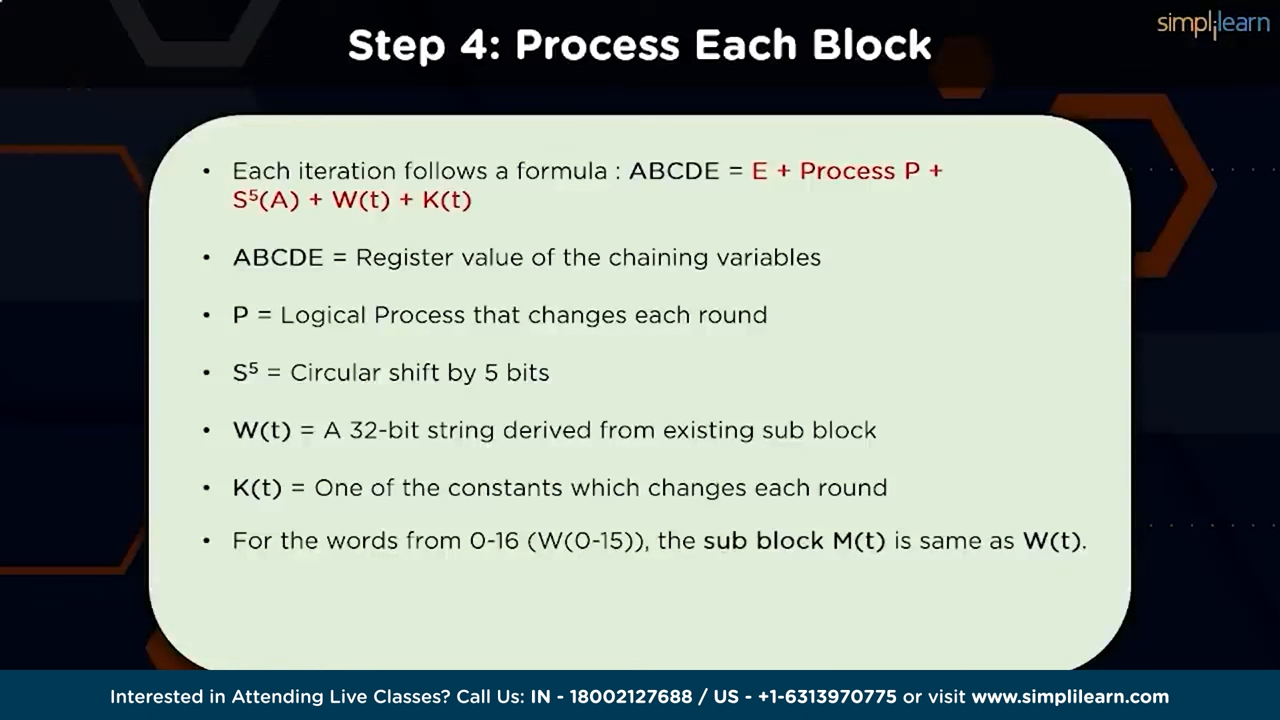 simplilearn
Step 4: Process Each Block
• Each iteration follows a formula : ABCDE = E + Process P +
S⁵(A) + W(t) + K(t)
• ABCDE = Register value of the chaining variables
• P = Logical Process that changes each round
• S⁵ = Circular shift by 5 bits
• W(t) = A 32-bit string derived from existing sub block
• K(t) = One of the constants which changes each round
• For the words from 0-16 (W(0-15)), the sub block M(t) is same as W(t).
Interested in Attending Live Classes? Call Us: IN - 18002127688 / US - +1-6313970775 or visit www.simplilearn.com